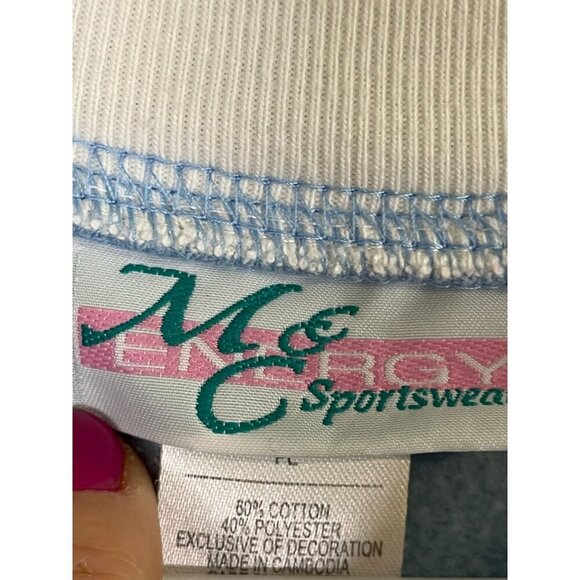 M&C
ENERGY
Sportswear
60% COTTON
40% POLYESTER
EXCLUSIVE OF DECORATION
MADE IN CAMBODIA